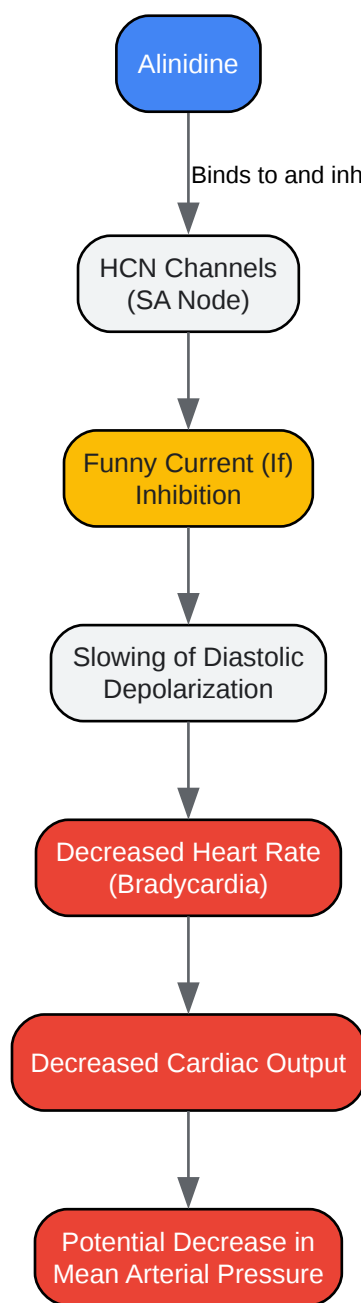 Alinidine
Binds to and inh
HCN Channels
(SA Node)
Funny Current (If)
Inhibition
Slowing of Diastolic
Depolarization
Decreased Heart Rate
(Bradycardia)
Decreased Cardiac Output
Potential Decrease in
Mean Arterial Pressure